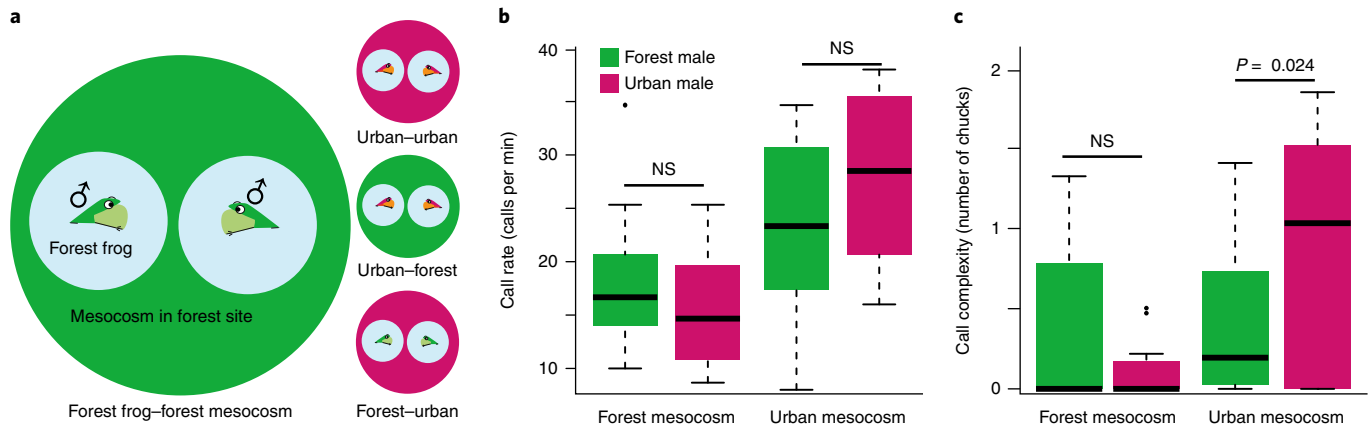 a
Forest frog
Mesocosm in forest site
Forest frog–forest mesocosm
Urban–urban
Urban–forest
Forest–urban
b
Call rate (calls per min)
40
30
20
10
Forest male
Urban male
NS
NS
Forest mesocosm
Urban mesocosm
c
Call complexity (number of chucks)
2
1
0
NS
P = 0.024
Forest mesocosm
Urban mesocosm